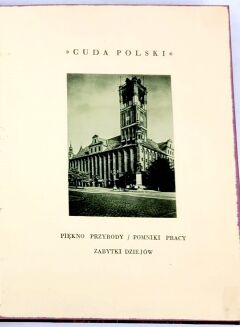 » CUDA POLSKI «
PIĘKNO PRZYRODY / POMNIKI PRACY
ZABYTKI DZIEJÓW